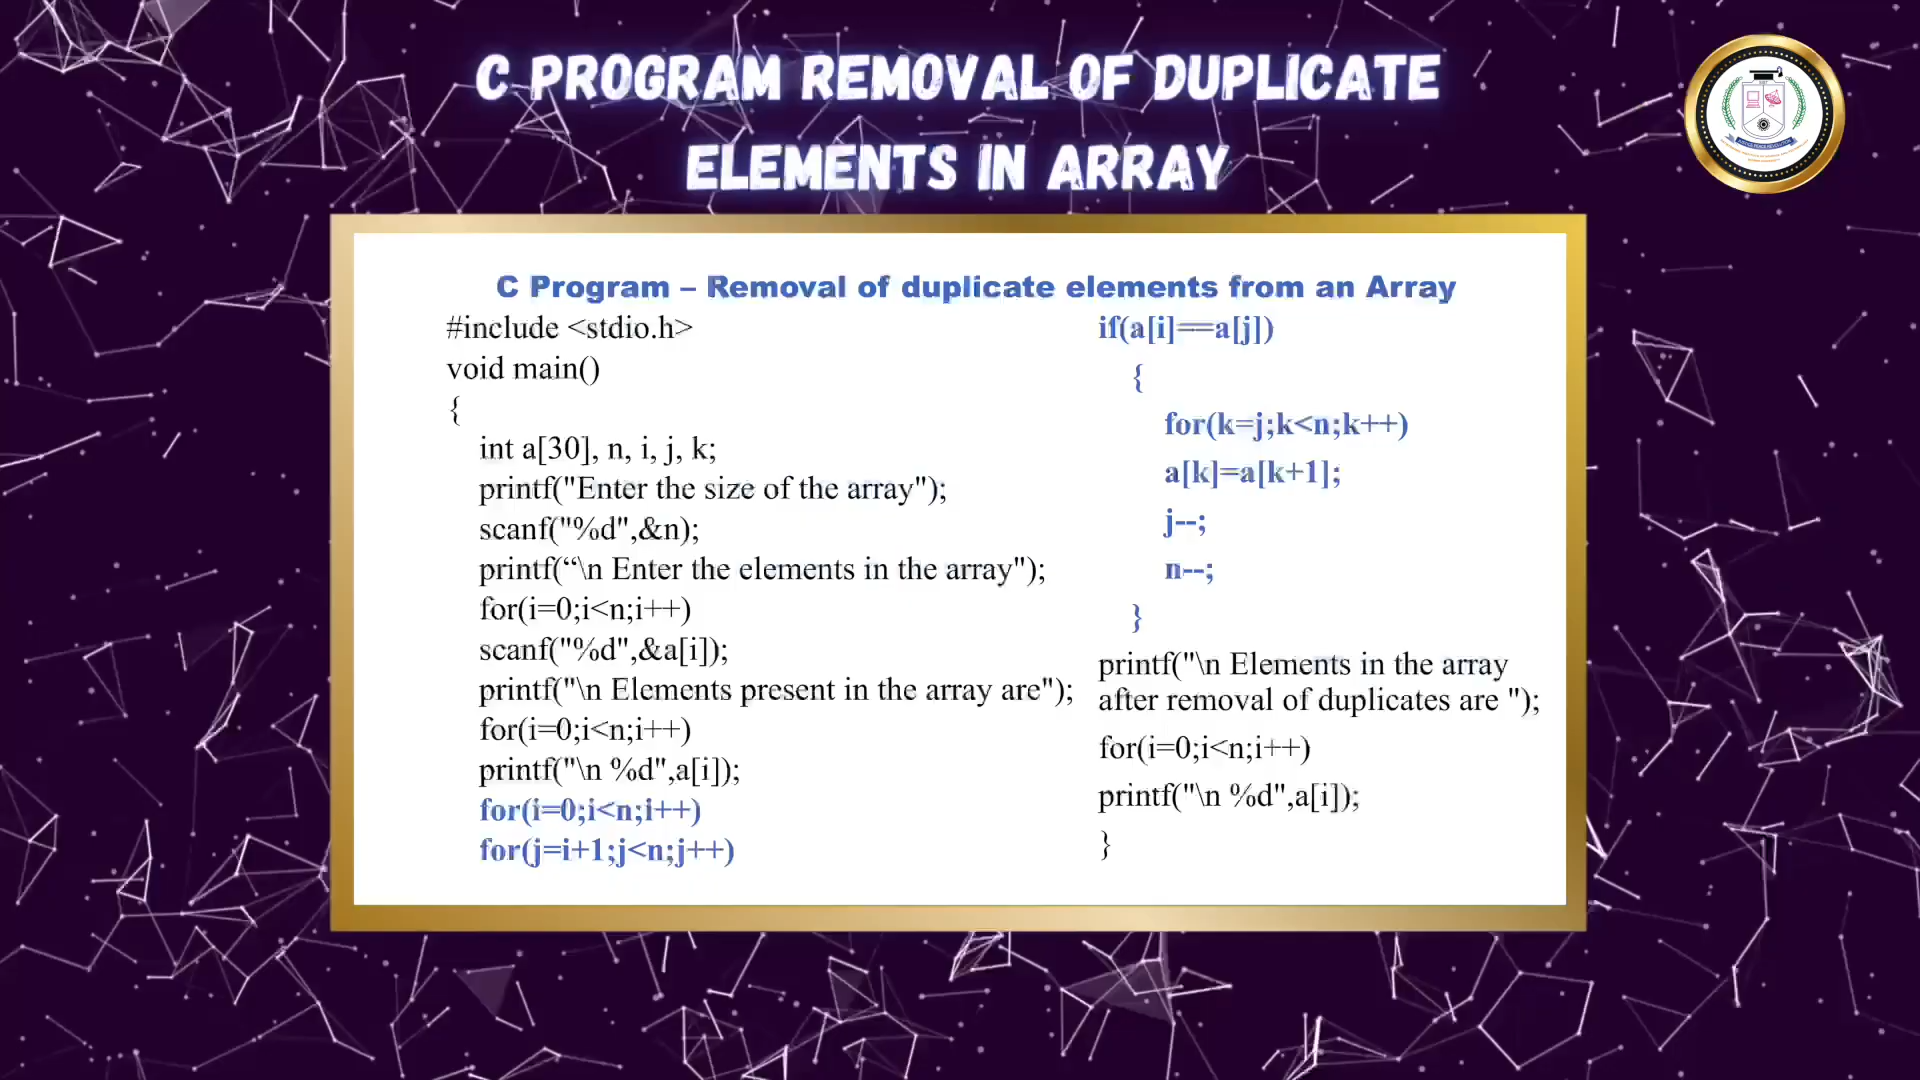 C PROGRAM REMOVAL OF DUPLICATE
ELEMENTS IN ARRAY
C Program – Removal of duplicate elements from an Array
#include <stdio.h>
void main()
{
int a[30], n, i, j, k;
printf("Enter the size of the array");
scanf("%d",&n);
printf(“\n Enter the elements in the array");
for(i=0;i<n;i++)
scanf("%d",&a[i]);
printf("\n Elements present in the array are");
for(i=0;i<n;i++)
printf("\n %d",a[i]);
for(i=0;i<n;i++)
for(j=i+1;j<n;j++)
if(a[i]==a[j])
{
for(k=j;k<n;k++)
a[k]=a[k+1];
j--;
n--;
}
printf("\n Elements in the array
after removal of duplicates are ");
for(i=0;i<n;i++)
printf("\n %d",a[i]);
}